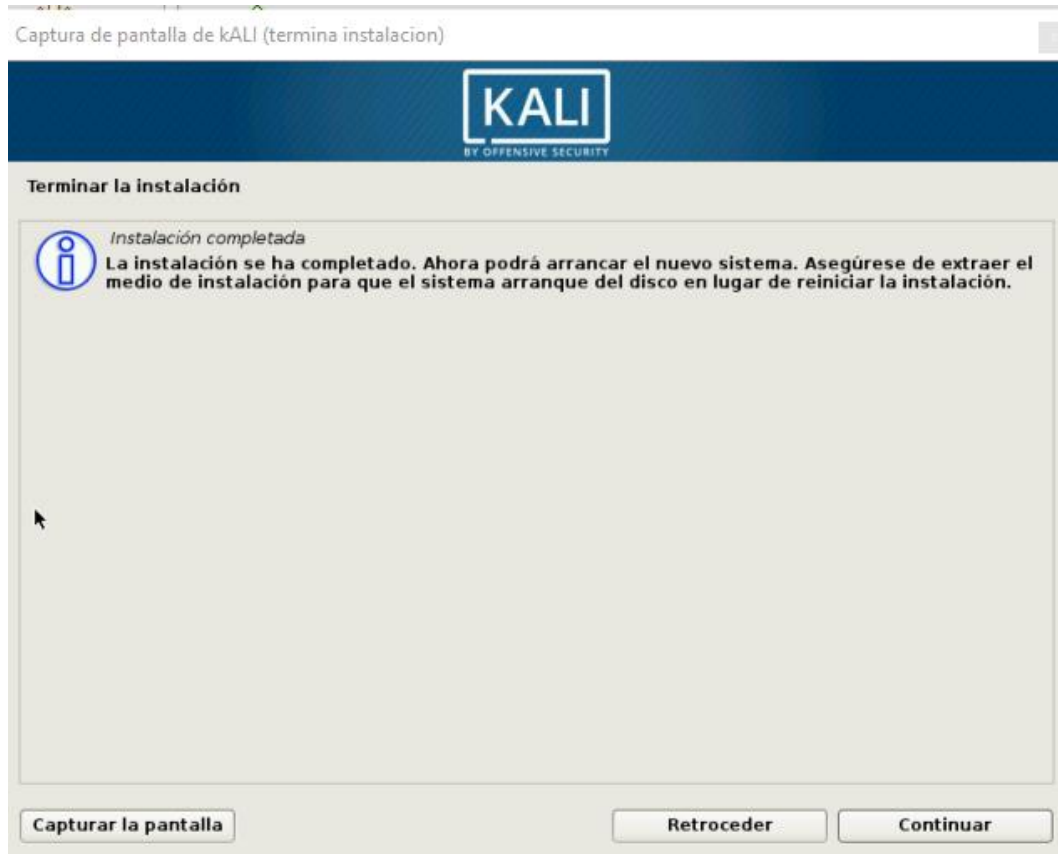 Captura de pantalla de kALI (termina instalacion)
KALI
BY OFFENSIVE SECURITY
Terminar la instalación
Instalación completada
La instalación se ha completado. Ahora podrá arrancar el nuevo sistema. Asegúrese de extraer el
medio de instalación para que el sistema arranque del disco en lugar de reiniciar la instalación.
Capturar la pantalla
Retroceder
Continuar